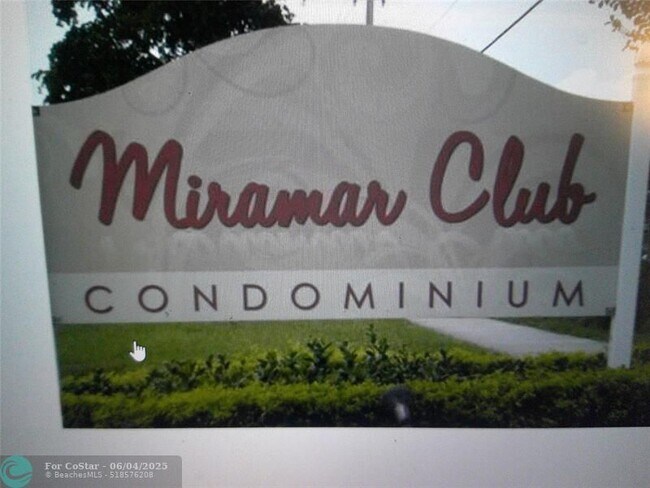 Miramar Club
CONDOMINIUM
For CoStar - 06/04/2025
© BeachesMLS - 518576208